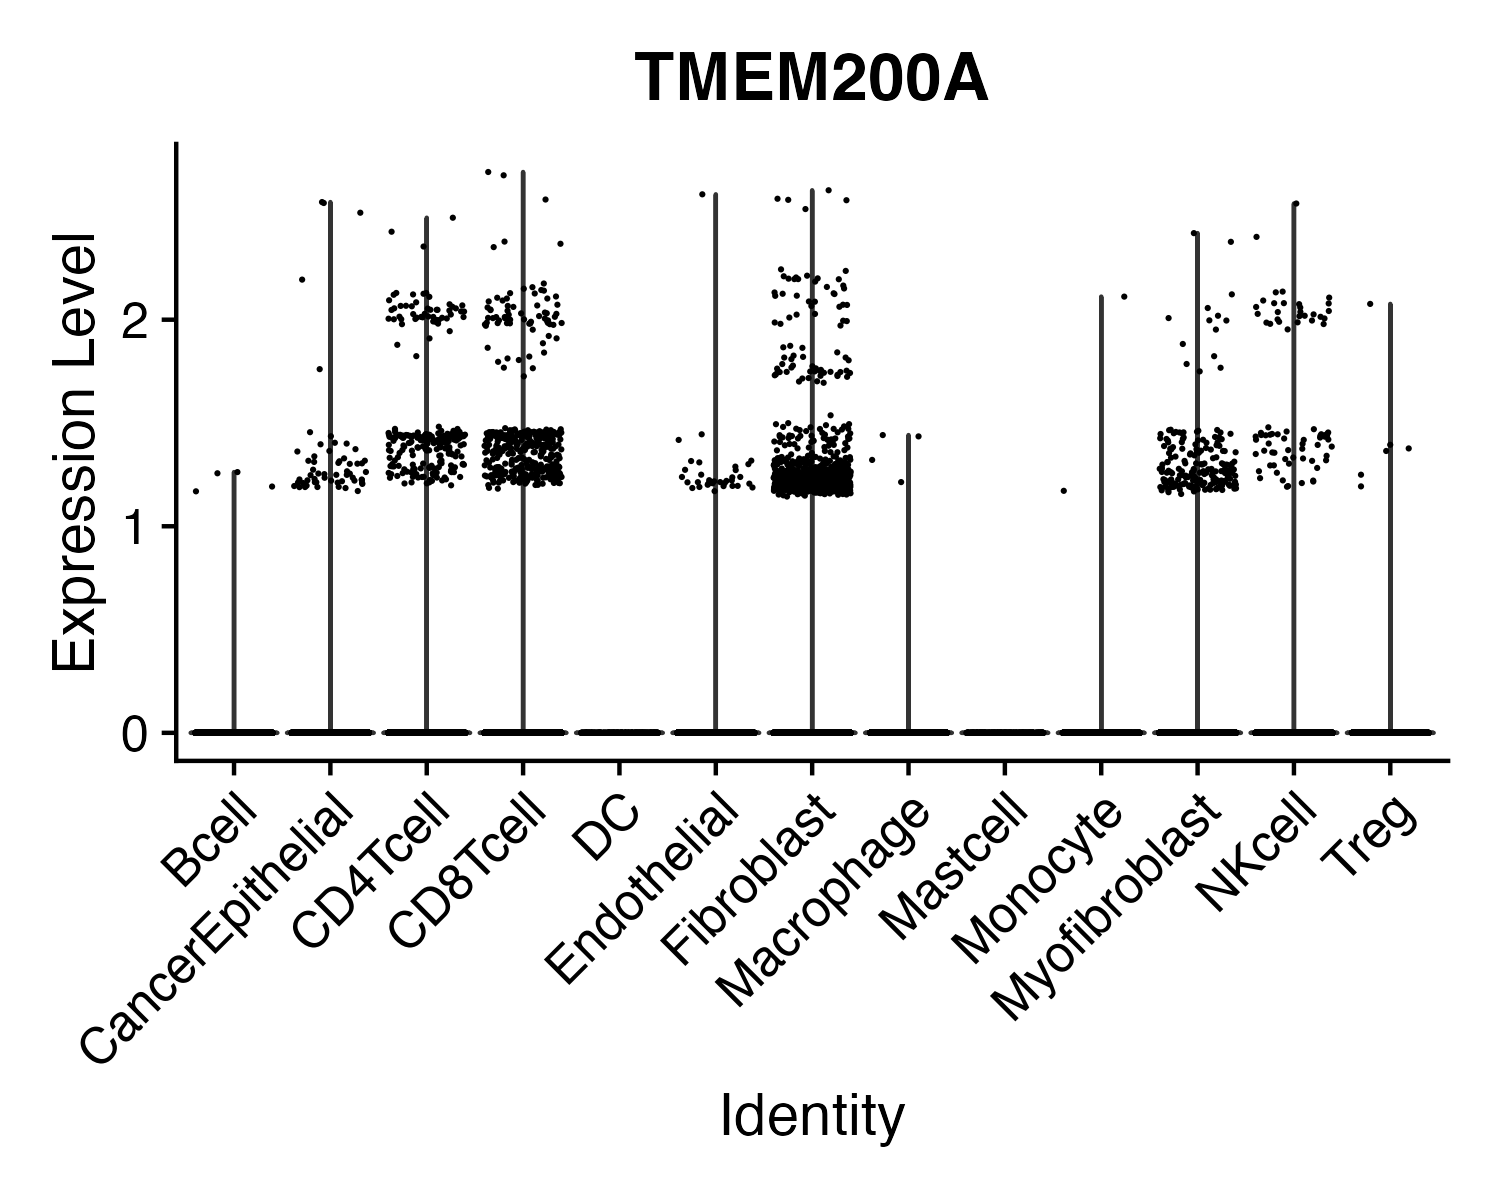 TMEM200A
Expression Level
2
1
0
Bcell
CancerEpithelial
CD4Tcell
CD8Tcell
DC
Endothelial
Fibroblast
Macrophage
Mastcell
Monocyte
Myofibroblast
NKcell
Treg
Identity